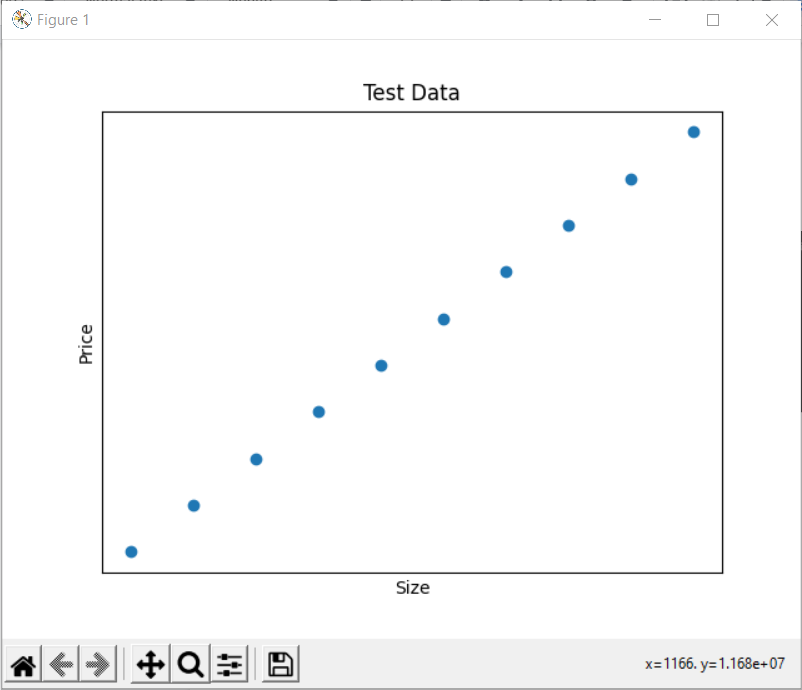 Figure 1
Test Data
Price
Size
x=1166. y=1.168e+07